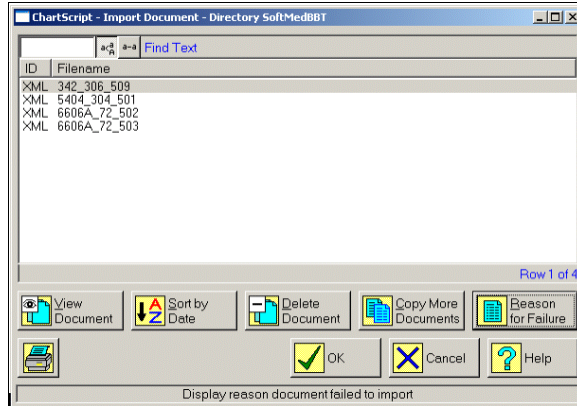 ChartScript - Import Document - Directory SoftMedBBT
Find Text
ID Filename
XML 342_306_509
XML 5404_304_501
XML 6606A_72_502
XML 6606A_72_503
Row 1 of 4
View Document
Sort by Date
Delete Document
Copy More Documents
Reason for Failure
OK
Cancel
Help
Display reason document failed to import